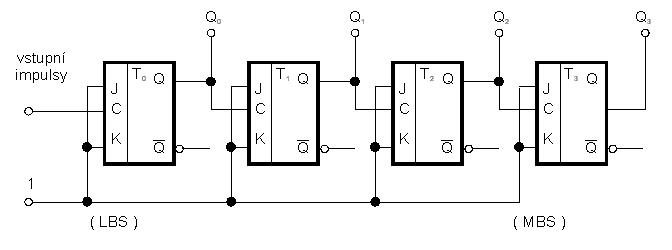 Q₀ Q₁ Q₂ Q₃
vstupní
impulsy
J T₀ Q J T₁ Q J T₂ Q J T₃ Q
C C C C
K Q̅ K Q̅ K Q̅ K Q̅
1
( LBS ) ( MBS )